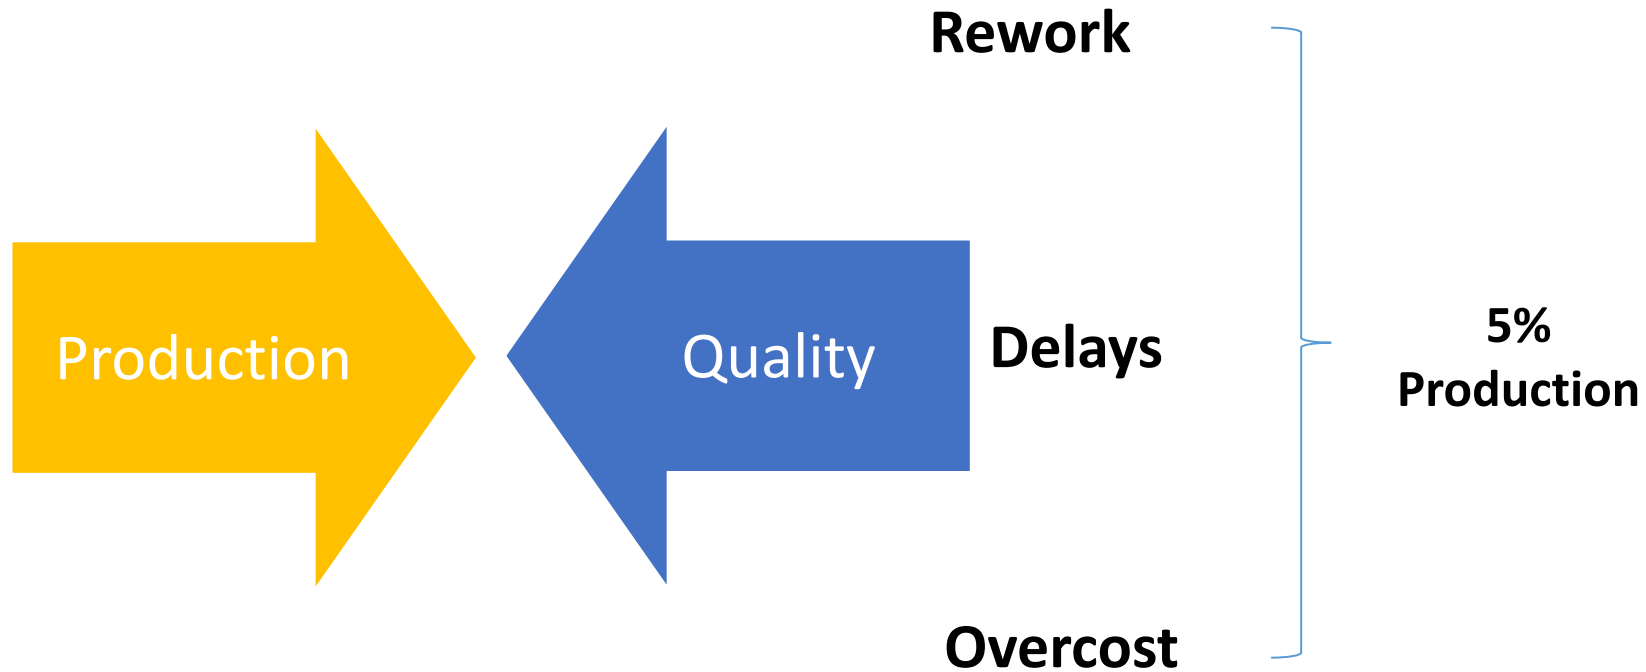 Rework
Production
Quality
Delays
5%
Production
Overcost